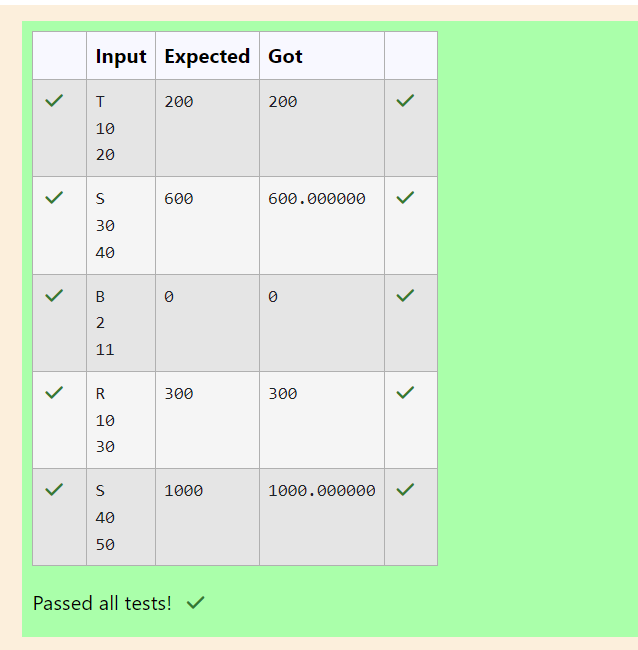 Input Expected Got
T 200 200
10
20
S 600 600.000000
30
40
B 0 0
2
11
R 300 300
10
30
S 1000 1000.000000
40
50
Passed all tests!